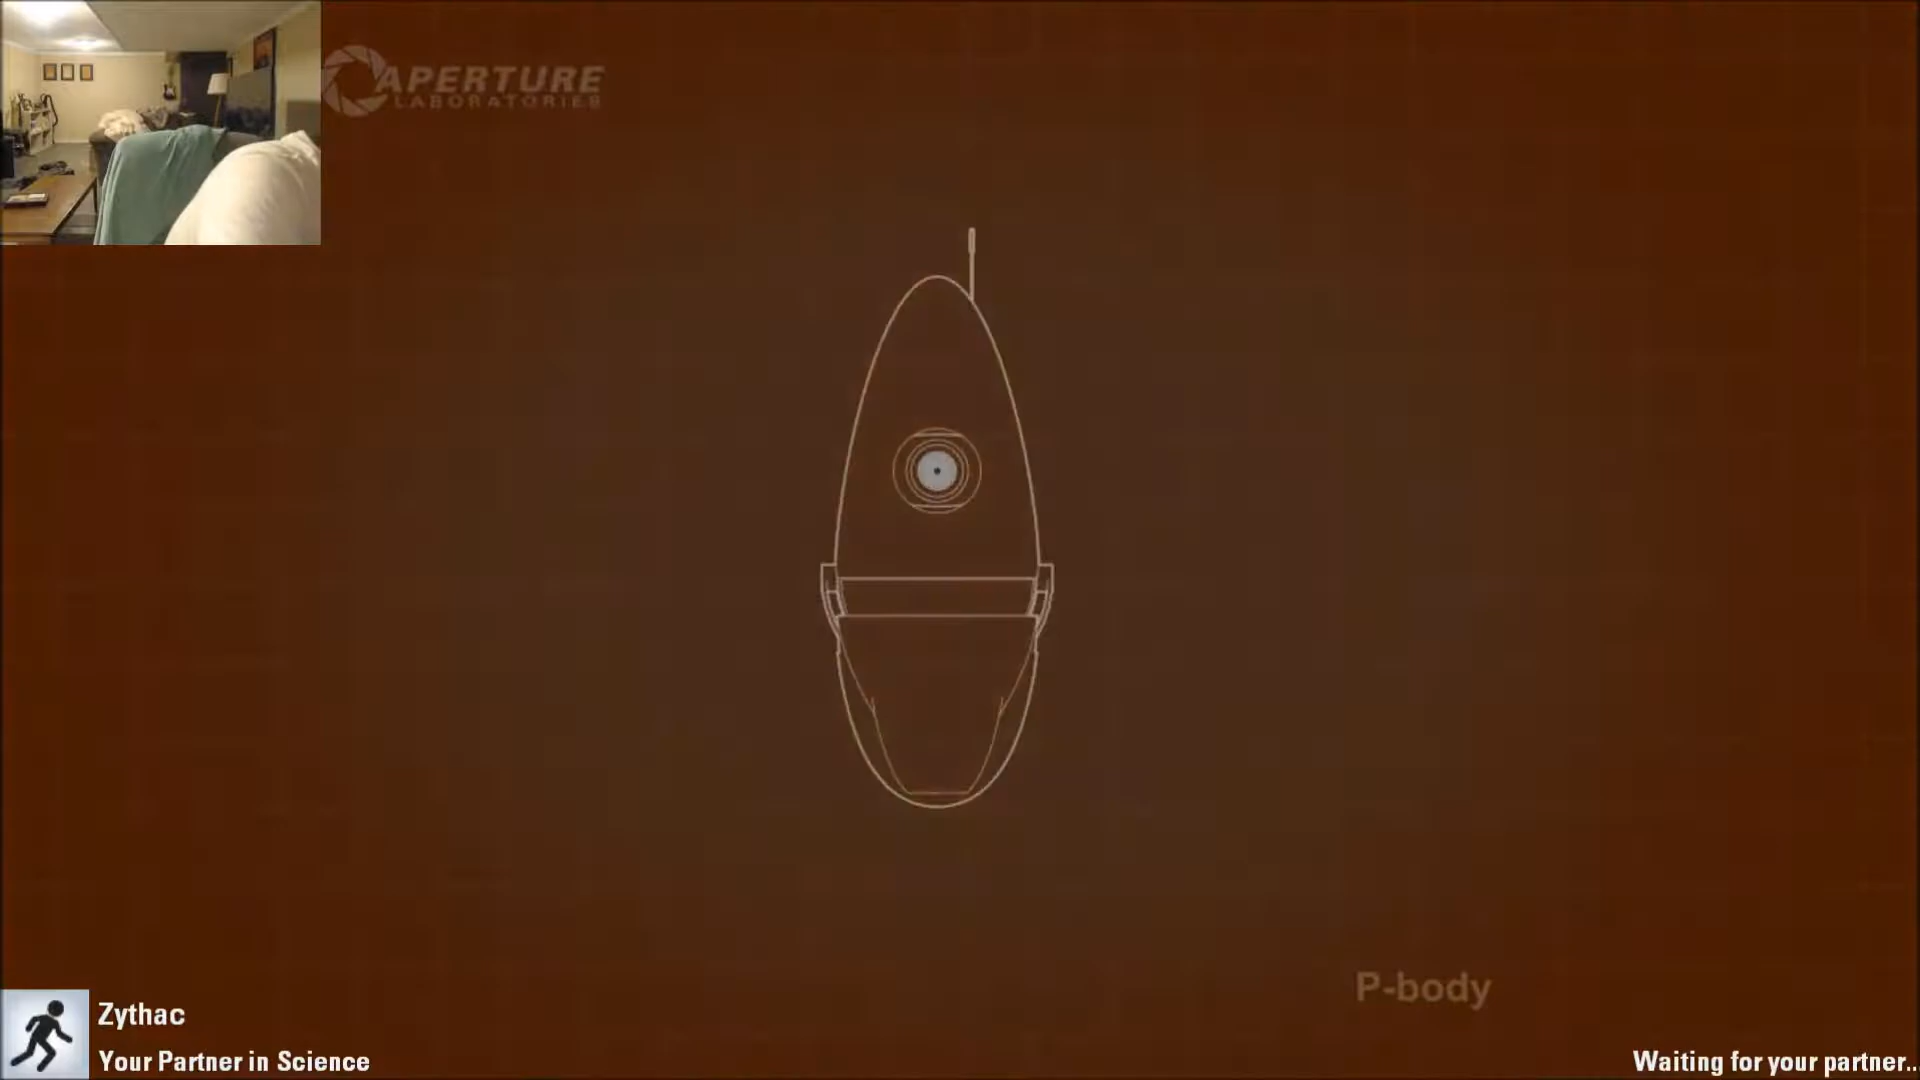 APERTURE
LABORATORIES
P-body
Zythac
Your Partner in Science
Waiting for your partner..